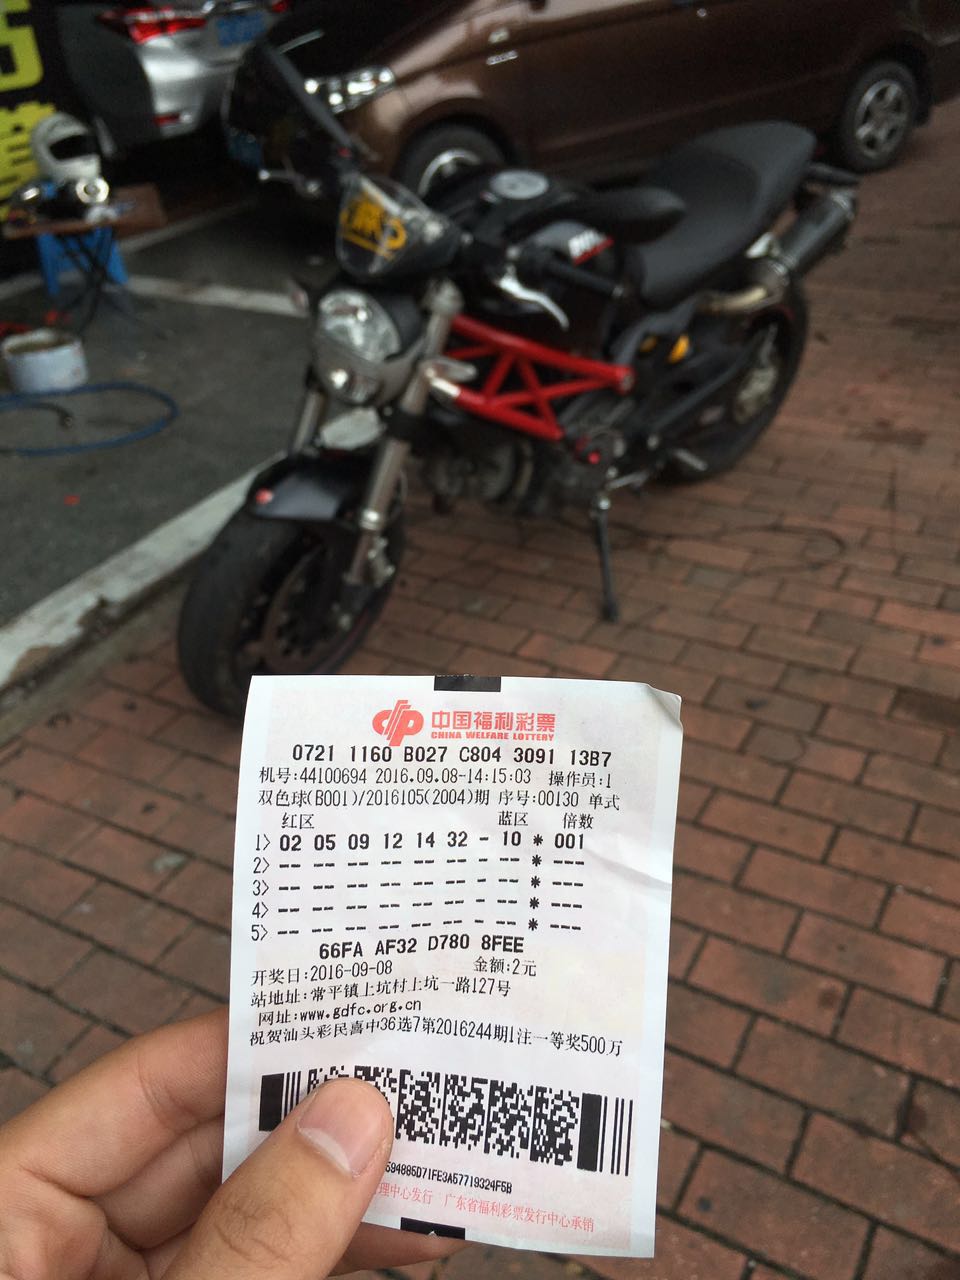 中国福利彩票
CHINA WELFARE LOTTERY
0721 1160 B027 C804 3091 13B7
机号:44100694 2016.09.08-14:15:03 操作员:1
双色球(B001)/2016105(2004)期 序号:00130 单式
红区 蓝区 倍数
1> 02 05 09 12 14 32 - 10 * 001
2> -- -- -- -- -- -- - -- * ---
3> -- -- -- -- -- -- - -- * ---
4> -- -- -- -- -- -- - -- * ---
5> -- -- -- -- -- -- - -- * ---
66FA AF32 D780 8FEE
开奖日:2016-09-08 金额:2元
站地址:常平镇上坑村上坑一路127号
网址:www.gdfc.org.cn
祝贺汕头彩民喜中36选7第2016244期1注一等奖500万
594885D71FE3A57719324F5B
理中心发行 广东省福利彩票发行中心承销